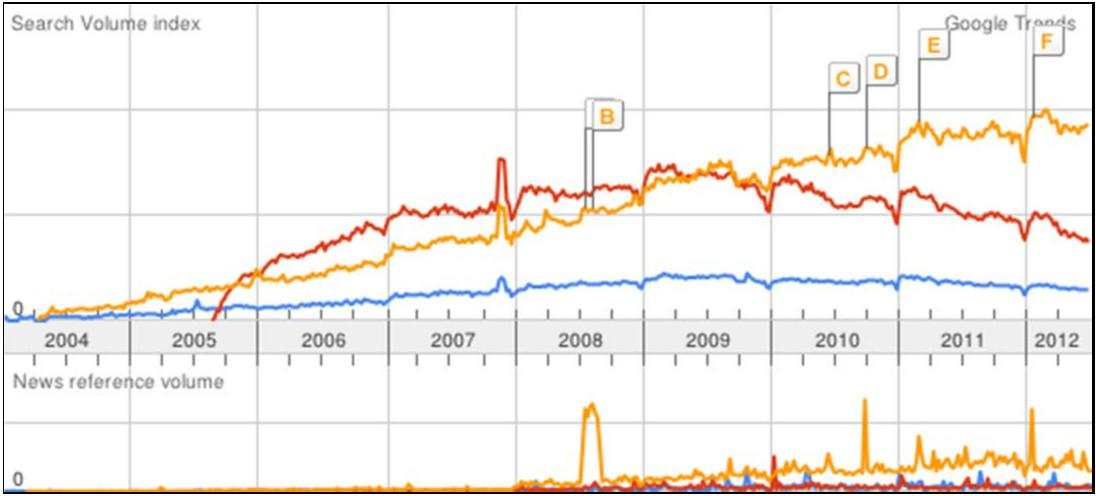 Search Volume index
Google Trends
B
C
D
E
F
0
2004 2005 2006 2007 2008 2009 2010 2011 2012
News reference volume
0